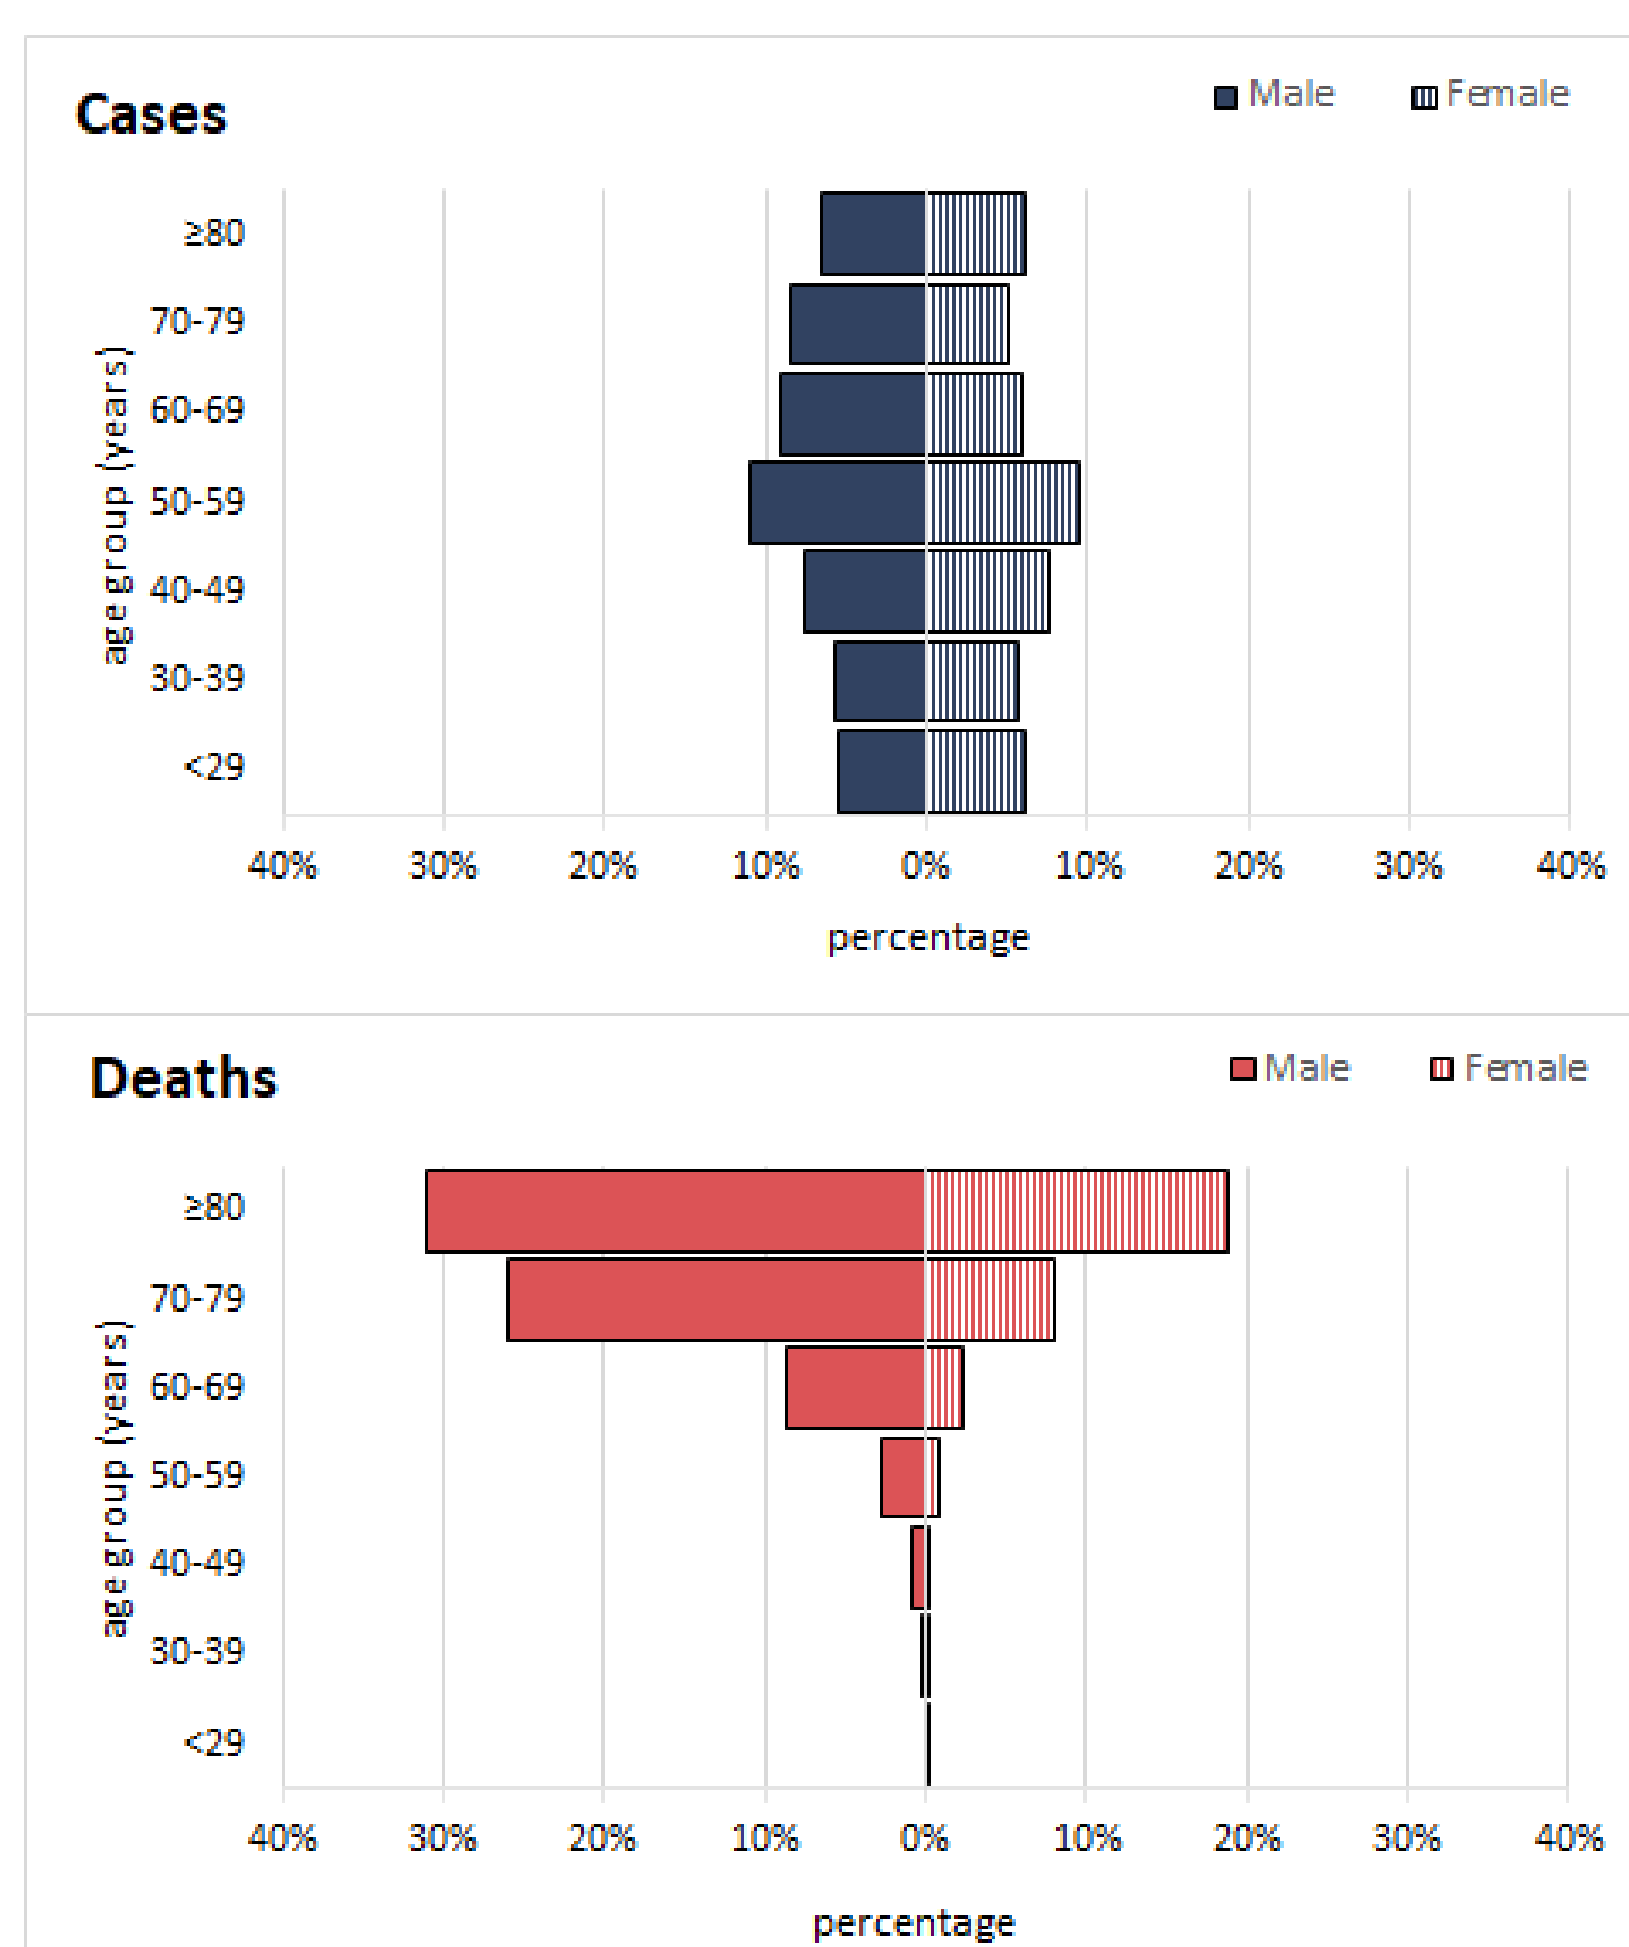 Cases
Male Female
≥80
70-79
60-69
50-59
40-49
30-39
<29
age group (years)
40% 30% 20% 10% 0% 10% 20% 30% 40%
percentage
Deaths
Male Female
≥80
70-79
60-69
50-59
40-49
30-39
<29
age group (years)
40% 30% 20% 10% 0% 10% 20% 30% 40%
percentage